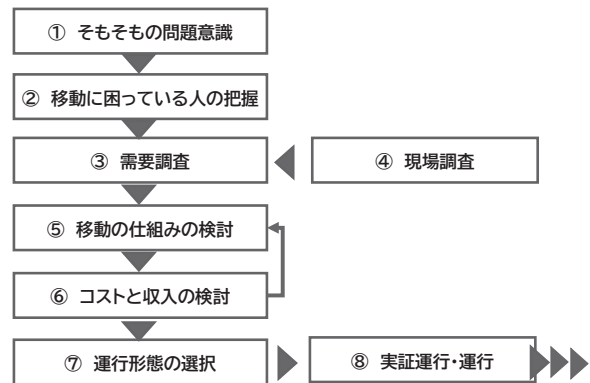 ① そもそもの問題意識
② 移動に困っている人の把握
③ 需要調査
④ 現場調査
⑤ 移動の仕組みの検討
⑥ コストと収入の検討
⑦ 運行形態の選択
⑧ 実証運行・運行